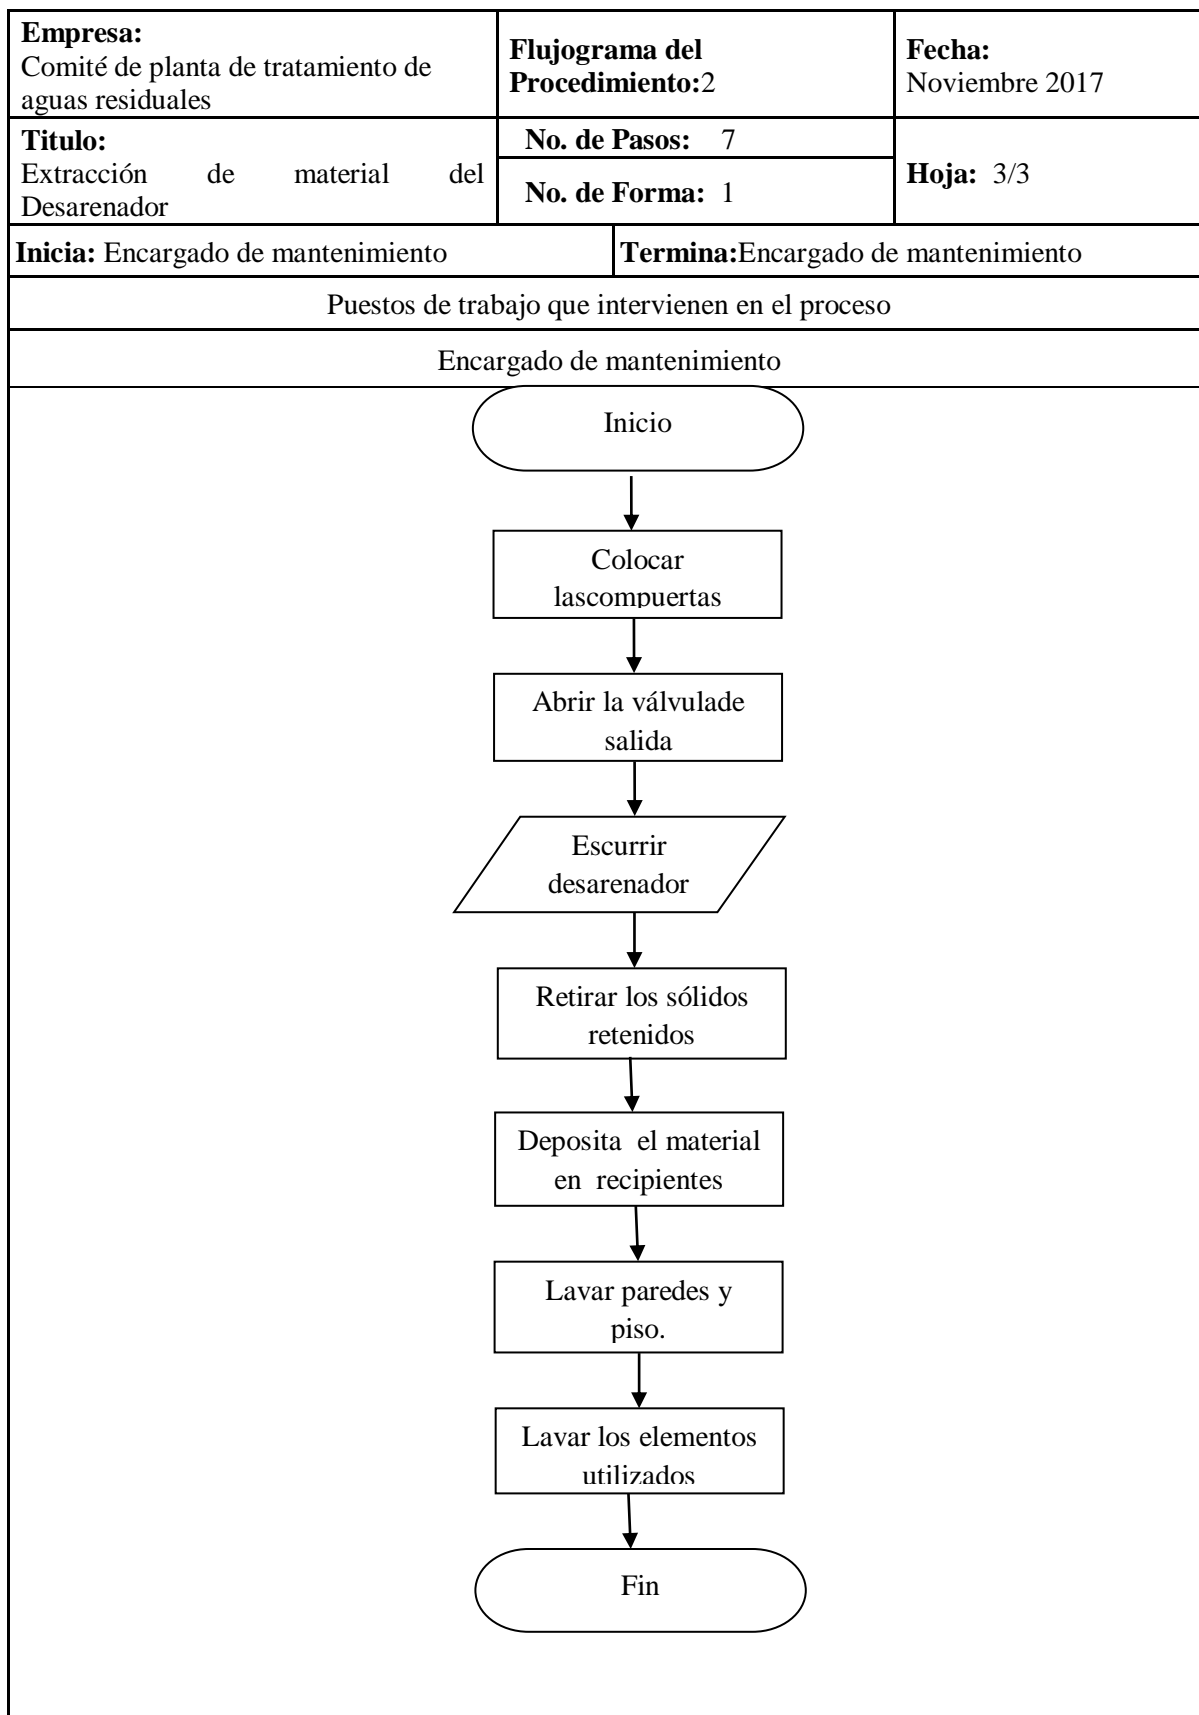 Empresa:
Comité de planta de tratamiento de
aguas residuales
Flujograma del
Procedimiento:2
Fecha:
Noviembre 2017
Titulo:
Extracción de material del
Desarenador
No. de Pasos: 7
No. de Forma: 1
Hoja: 3/3
Inicia: Encargado de mantenimiento
Termina:Encargado de mantenimiento
Puestos de trabajo que intervienen en el proceso
Encargado de mantenimiento
Inicio
Colocar
lascompuertas
Abrir la válvulade
salida
Escurrir
desarenador
Retirar los sólidos
retenidos
Deposita el material
en recipientes
Lavar paredes y
piso.
Lavar los elementos
utilizados
Fin